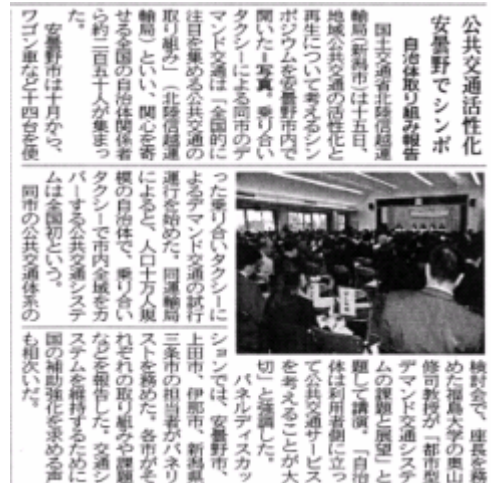 公共交通活性化
安曇野でシンポ
自治体取り組み報告
国土交通省北陸信越運
輸局（新潟市）は十五日、
地域公共交通の活性化と
再生について考えるシン
ポジウムを安曇野市内で
開いた＝写真。乗り合い
タクシーによる同市のデ
マンド交通は「全国的に
注目を集める公共交通の
取り組み」（北陸信越運
輸局）といい、関心を寄
せる全国の自治体関係者
ら約二百五十人が集まっ
た。
安曇野市は十月から、
ワゴン車など十四台を使
った乗り合いタクシーに
よるデマンド交通の試行
運行を始めた。同運輸局
によると、人口十万人規
模の自治体で、乗り合い
タクシーで市内全域をカ
バーする公共交通システ
ムは全国初という。
同市の公共交通体系の
検討会で、座長を務
めた福島大学の奥山
修司教授が「都市型
デマンド交通システ
ムの課題と展望」と
題して講演。「自治
体は利用者側に立っ
て公共交通サービス
を考えることが大
切」と強調した。
パネルディスカッ
ションでは、安曇野市、
上田市、伊那市、新潟県
三条市の担当者がパネリ
ストを務めた。各市がそ
れぞれの取り組みや課題
などを報告した。交通シ
ステムを維持するために
国の補助強化を求める声
も相次いだ。